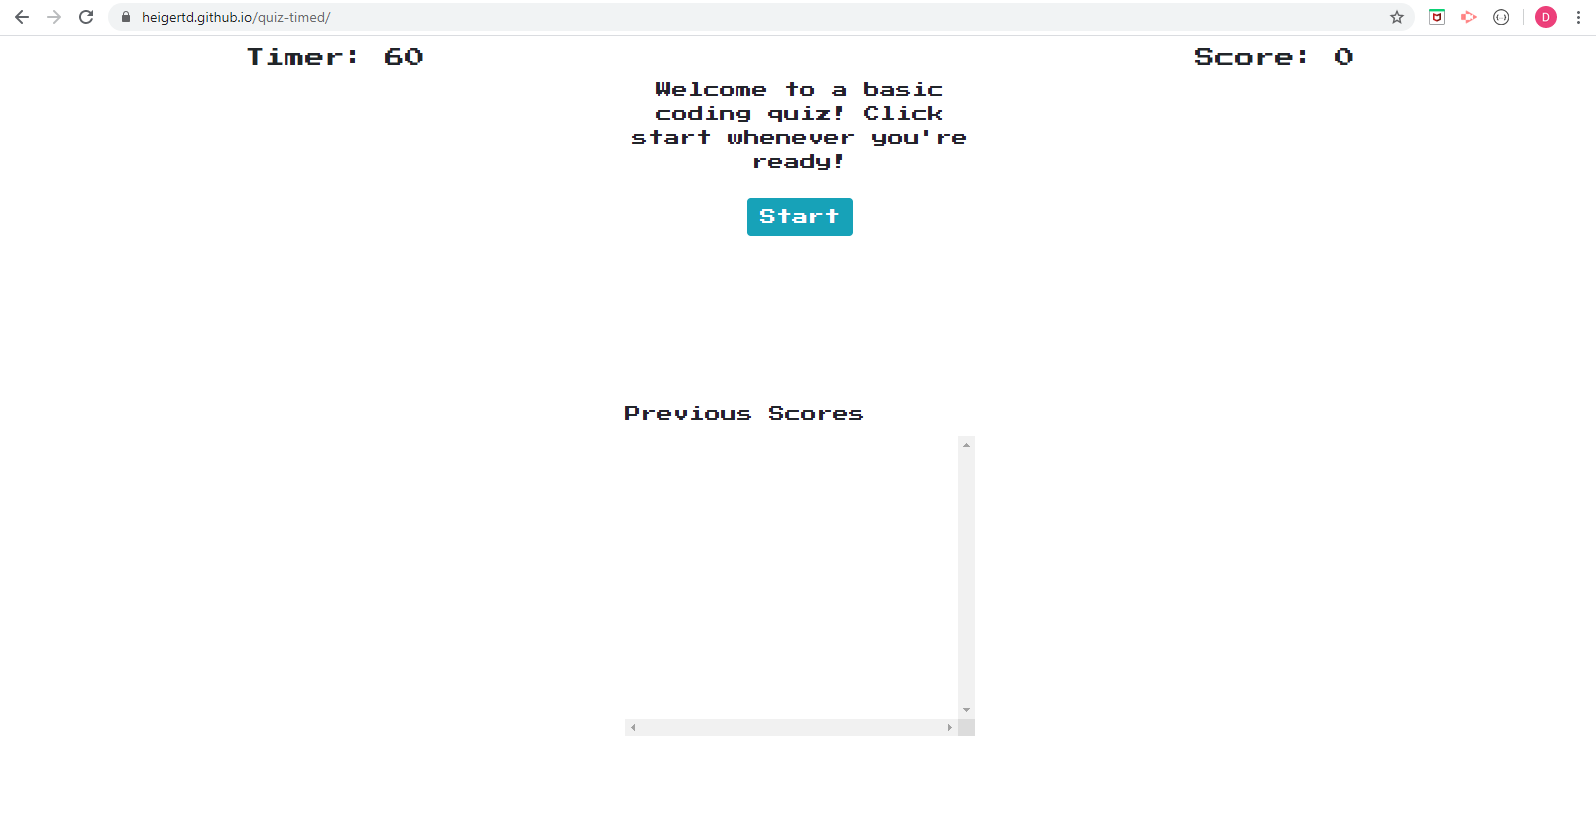 heigertd.github.io/quiz-timed/
D
Timer: 60
Score: 0
Welcome to a basic
coding quiz! Click
start whenever you're
ready!
Start
Previous Scores